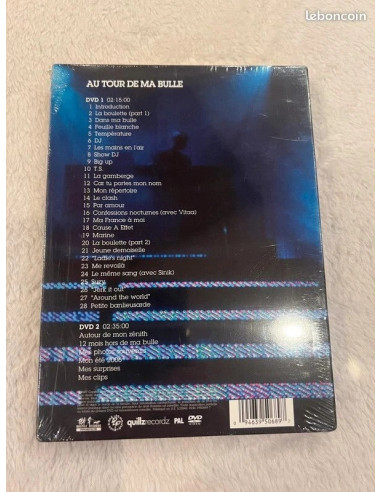 leboncoin
AU TOUR DE MA BULLE
DVD 1 02:15:00
1 Introduction
2 La boulette (part 1)
3 Dans ma bulle
4 Feuille blanche
5 Température
6 DJ
7 Les mains en l'air
8 Show DJ
9 Big up
10 T.S.
11 La gamberge
12 Car tu portes mon nom
13 Mon répertoire
14 Le clash
15 Par amour
16 Confessions nocturnes (avec Vitaa)
17 Ma France à moi
18 Cause A Effet
19 Marine
20 La boulette (part 2)
21 Jeune demoiselle
22 "Ladie's night"
23 Me revoilà
24 Le même sang (avec Sinik)
25 Suzy
26 "Jerk it out"
27 "Around the world"
28 Petite banlieusarde
DVD 2 02:35:00
Autour de mon zénith
12 mois hors de ma bulle
Mes photos
Mon été 2006
Mes surprises
Mes clips
quillzrecordz PAL DVD